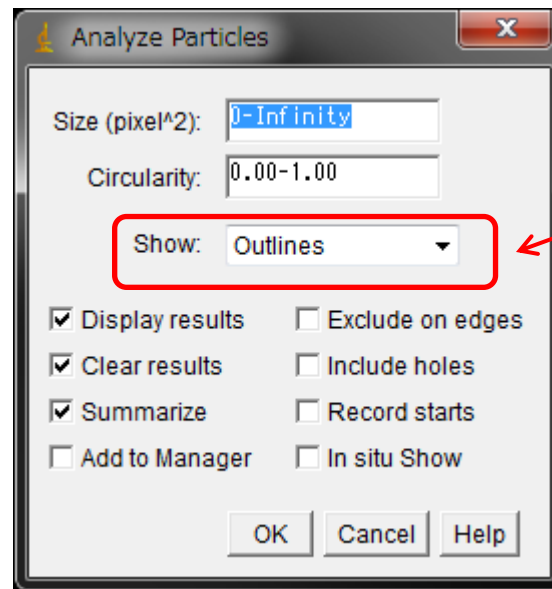 Analyze Particles
Size (pixel^2): 0-Infinity
Circularity: 0.00-1.00
Show: Outlines
Display results Exclude on edges
Clear results Include holes
Summarize Record starts
Add to Manager In situ Show
OK Cancel Help